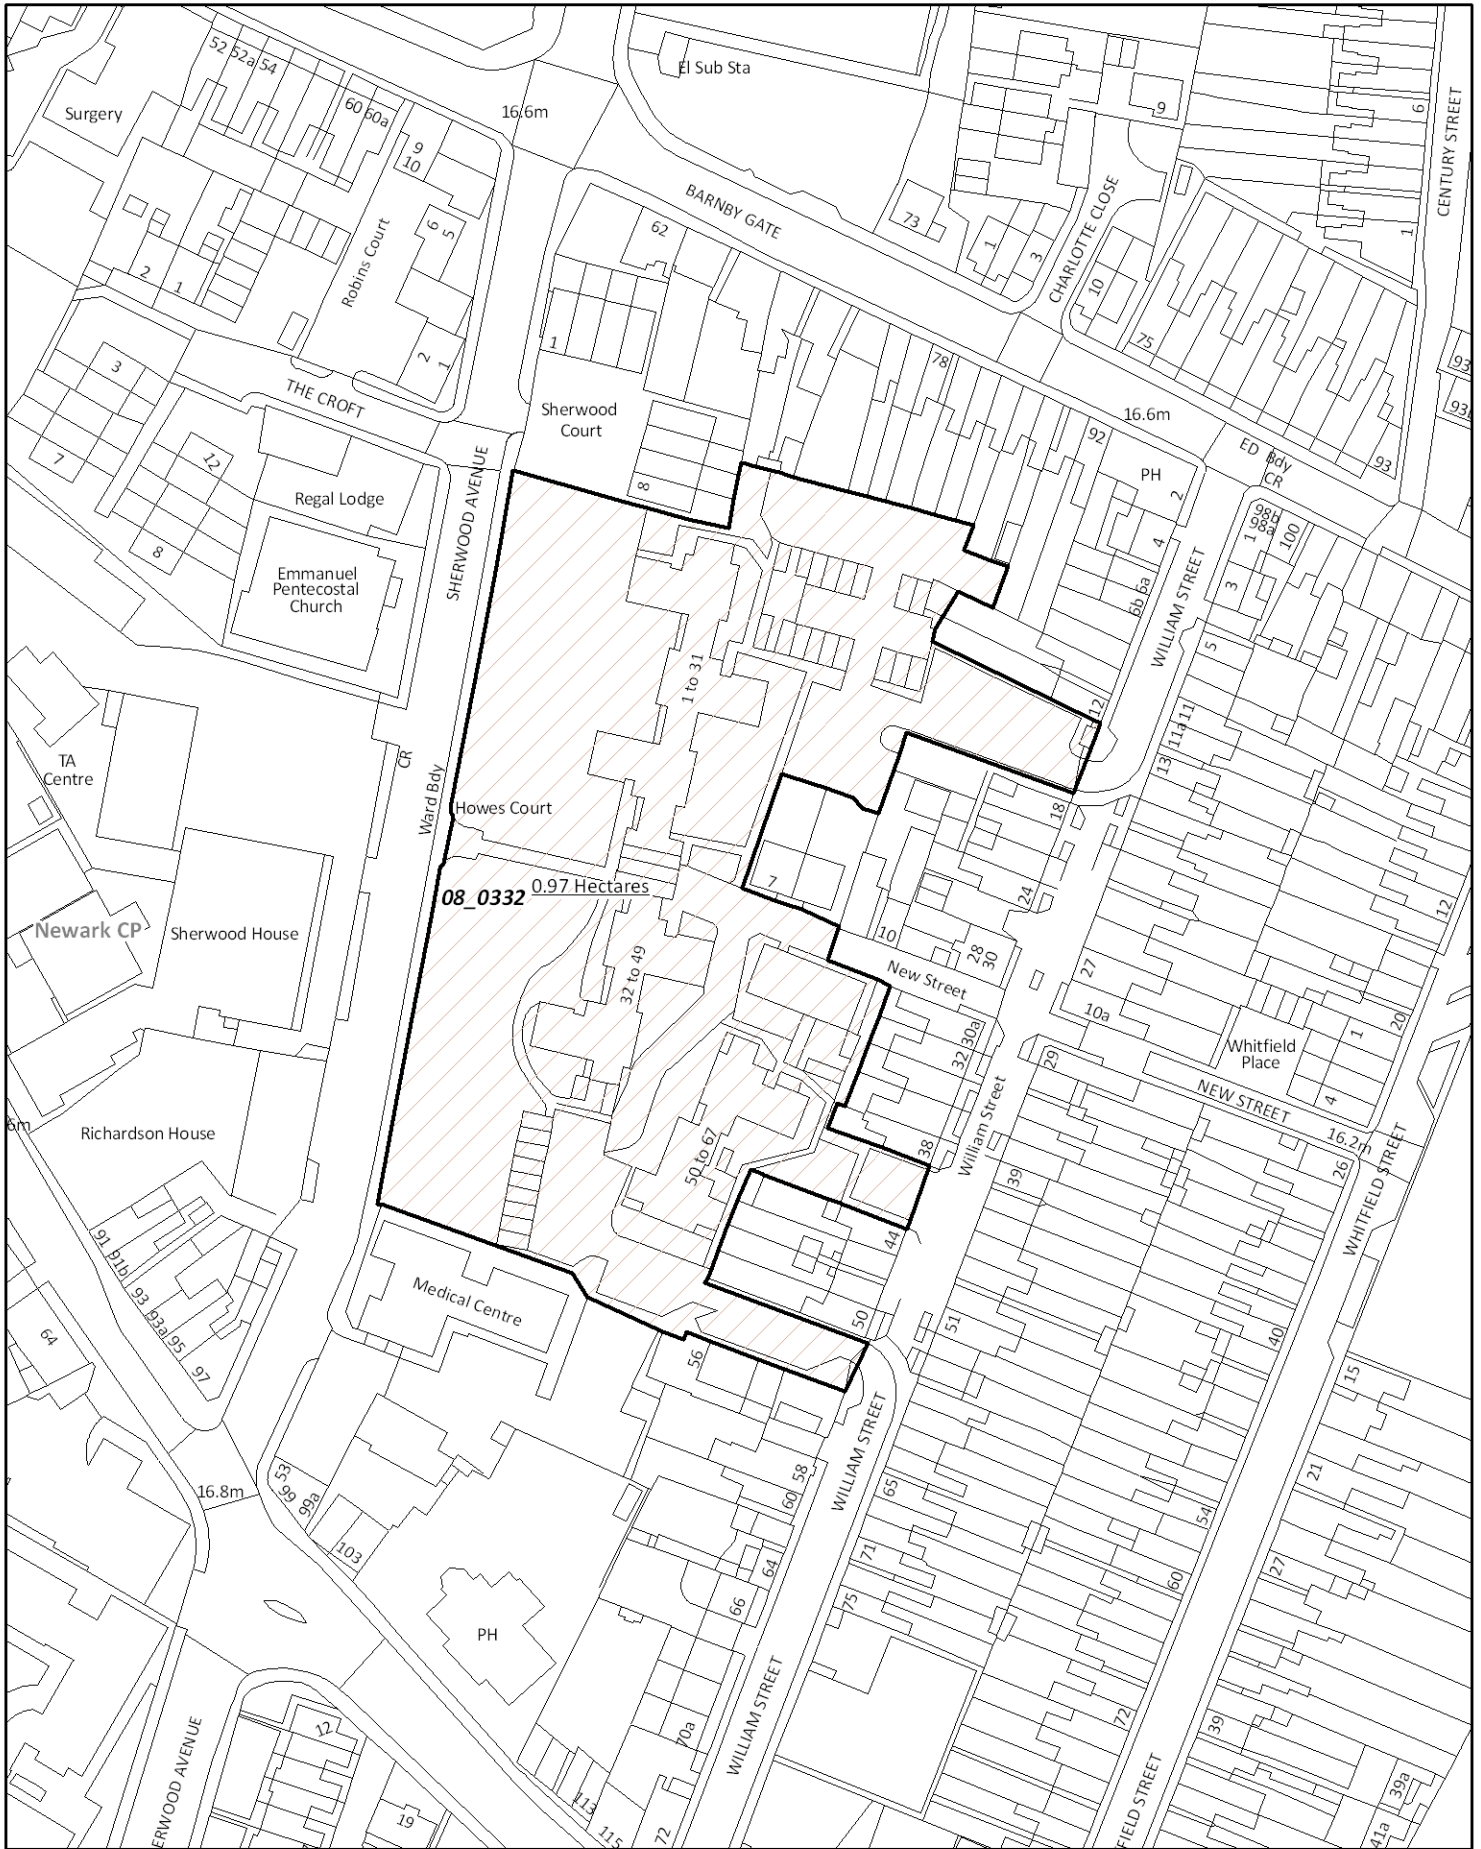 52
52a
54
60
60a
9
10
6
5
2
1
2
1
Surgery
16.6m
El Sub Sta
9
6
CENTURY STREET
1
BARNBY GATE
73
1
3
CHARLOTTE CLOSE
10
75
93
62
Robins Court
1
3
7
12
8
THE CROFT
Regal Lodge
Sherwood
Court
8
78
16.6m
92
PH
2
ED Bdy
CR
93
98b
98a
100
1
3
4
6b 6a
WILLIAM STREET
5
SHERWOOD AVENUE
Emmanuel
Pentecostal
Church
1 to 31
12
11
11a
13
TA
Centre
CR
Ward Bdy
Howes Court
18
24
08_0332
0.97 Hectares
7
10
28
30
New Street
27
10a
12
20
1
4
Whitfield
Place
NEW STREET
16.2m
26
Newark CP
Sherwood House
32 to 49
30a
32
29
William Street
38
39
WHITFIELD STREET
Richardson House
50 to 67
44
50
51
40
15
91
91b
93
93a
95
97
64
Medical Centre
56
WILLIAM STREET
58
60
65
21
54
16.8m
53
99
99a
103
71
64
66
75
60
27
PH
70a
WILLIAM STREET
72
39
12
ERWOOD AVENUE
19
113
115
72
FIELD STREET
39a
41a